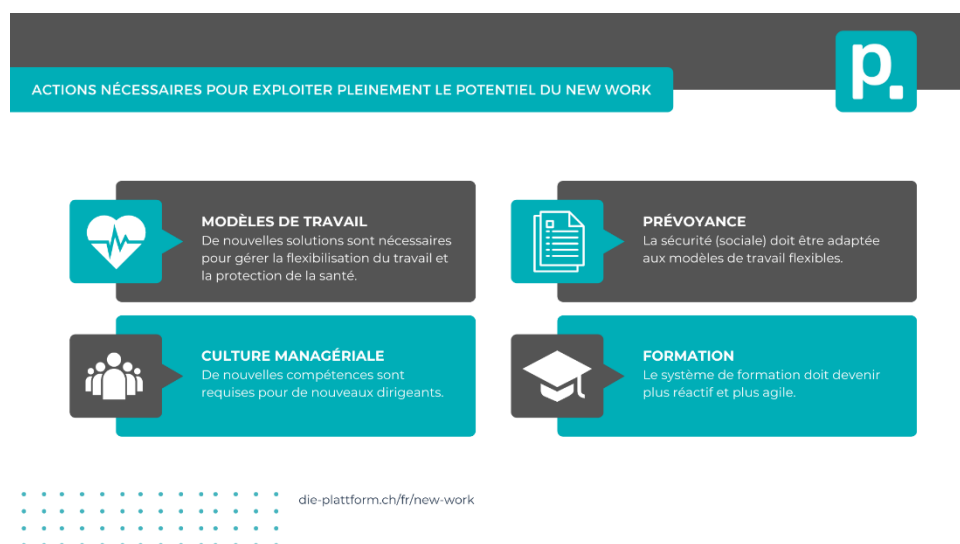 ACTIONS NÉCESSAIRES POUR EXPLOITER PLEINEMENT LE POTENTIEL DU NEW WORK
p.
MODÈLES DE TRAVAIL
De nouvelles solutions sont nécessaires
pour gérer la flexibilisation du travail et
la protection de la santé.
PRÉVOYANCE
La sécurité (sociale) doit être adaptée
aux modèles de travail flexibles.
CULTURE MANAGÉRIALE
De nouvelles compétences sont
requises pour de nouveaux dirigeants.
FORMATION
Le système de formation doit devenir
plus réactif et plus agile.
die-plattform.ch/fr/new-work